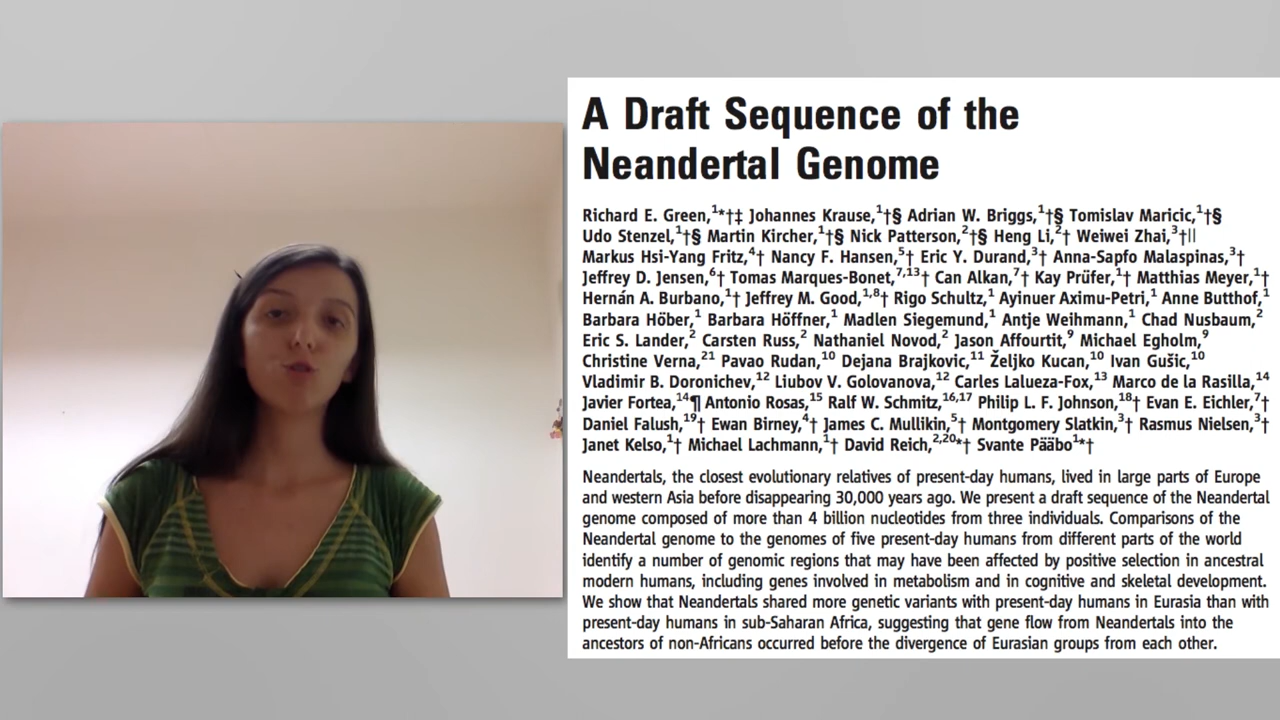 A Draft Sequence of the
Neandertal Genome
Richard E. Green,1*†‡ Johannes Krause,1†§ Adrian W. Briggs,1†§ Tomislav Maricic,1†§
Udo Stenzel,1†§ Martin Kircher,1†§ Nick Patterson,2†§ Heng Li,2† Weiwei Zhai,3†||
Markus Hsi-Yang Fritz,4† Nancy F. Hansen,5† Eric Y. Durand,3† Anna-Sapfo Malaspinas,3†
Jeffrey D. Jensen,6† Tomas Marques-Bonet,7,13† Can Alkan,7† Kay Prüfer,1† Matthias Meyer,1†
Hernán A. Burbano,1† Jeffrey M. Good,1,8† Rigo Schultz,1 Ayinuer Aximu-Petri,1 Anne Butthof,1
Barbara Höber,1 Barbara Höffner,1 Madlen Siegemund,1 Antje Weihmann,1 Chad Nusbaum,2
Eric S. Lander,2 Carsten Russ,2 Nathaniel Novod,2 Jason Affourtit,9 Michael Egholm,9
Christine Verna,21 Pavao Rudan,10 Dejana Brajkovic,11 Željko Kucan,10 Ivan Gušic,10
Vladimir B. Doronichev,12 Liubov V. Golovanova,12 Carles Lalueza-Fox,13 Marco de la Rasilla,14
Javier Fortea,14¶ Antonio Rosas,15 Ralf W. Schmitz,16,17 Philip L. F. Johnson,18† Evan E. Eichler,7†
Daniel Falush,19† Ewan Birney,4† James C. Mullikin,5† Montgomery Slatkin,3† Rasmus Nielsen,3†
Janet Kelso,1† Michael Lachmann,1† David Reich,2,20*† Svante Pääbo1*†
Neandertals, the closest evolutionary relatives of present-day humans, lived in large parts of Europe
and western Asia before disappearing 30,000 years ago. We present a draft sequence of the Neandertal
genome composed of more than 4 billion nucleotides from three individuals. Comparisons of the
Neandertal genome to the genomes of five present-day humans from different parts of the world
identify a number of genomic regions that may have been affected by positive selection in ancestral
modern humans, including genes involved in metabolism and in cognitive and skeletal development.
We show that Neandertals shared more genetic variants with present-day humans in Eurasia than with
present-day humans in sub-Saharan Africa, suggesting that gene flow from Neandertals into the
ancestors of non-Africans occurred before the divergence of Eurasian groups from each other.